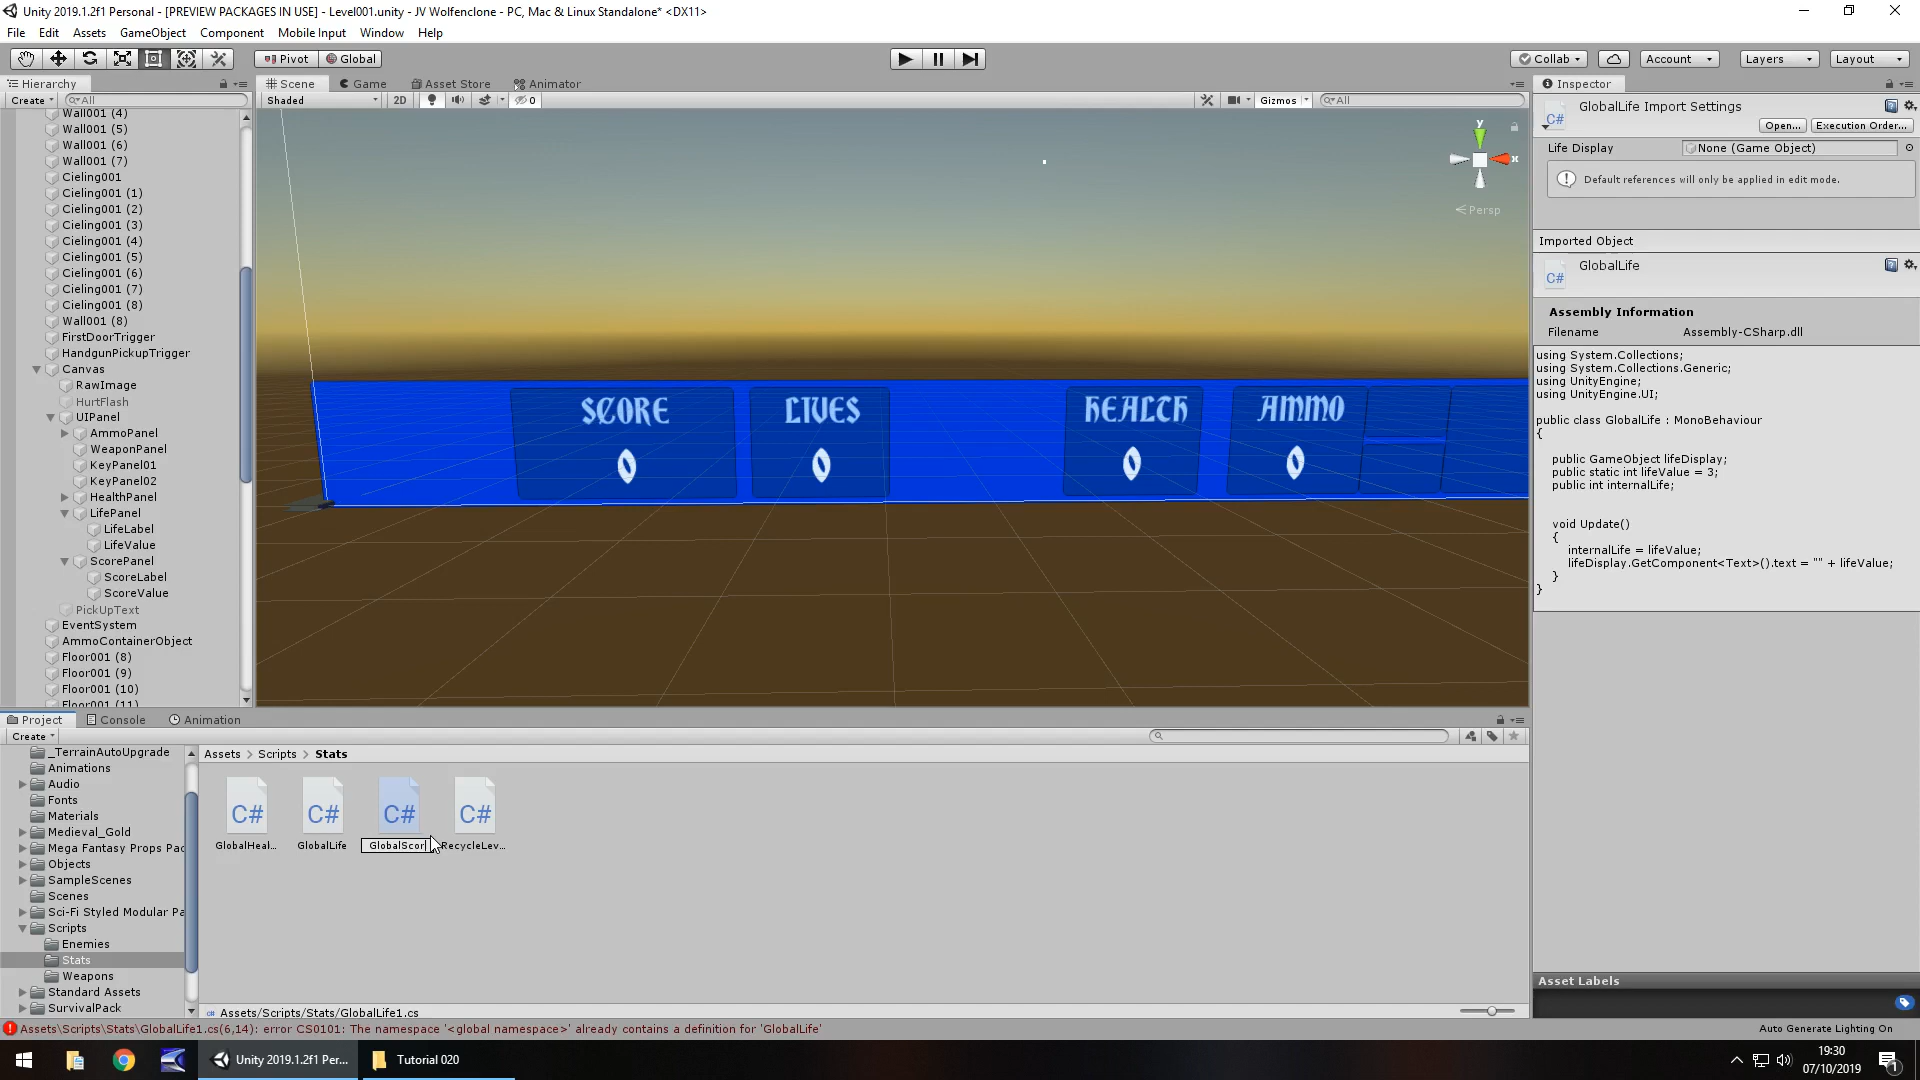 Unity 2019.1.2f1 Personal - [PREVIEW PACKAGES IN USE] - Level001.unity - JV Wolfenclone - PC, Mac & Linux Standalone* <DX11>
File Edit Assets GameObject Component Mobile Input Window Help
Pivot Global Collab Account Layers Layout
Hierarchy
Create All
Wall001 (4)
Wall001 (5)
Wall001 (6)
Wall001 (7)
Cieling001
Cieling001 (1)
Cieling001 (2)
Cieling001 (3)
Cieling001 (4)
Cieling001 (5)
Cieling001 (6)
Cieling001 (7)
Cieling001 (8)
Wall001 (8)
FirstDoorTrigger
HandgunPickupTrigger
Canvas
RawImage
HurtFlash
UIPanel
AmmoPanel
WeaponPanel
KeyPanel01
KeyPanel02
HealthPanel
LifePanel
LifeLabel
LifeValue
ScorePanel
ScoreLabel
ScoreValue
PickUpText
EventSystem
AmmoContainerObject
Floor001 (8)
Floor001 (9)
Floor001 (10)
Floor001 (11)
Scene Game Asset Store Animator
Shaded 2D 0 Gizmos All
y
x
Persp
SCORE LIVES HEALTH AMMO
0 0 0 0
Inspector
GlobalLife Import Settings
C#
Open... Execution Order...
Life Display None (Game Object)
Default references will only be applied in edit mode.
Imported Object
GlobalLife
C#
Assembly Information
Filename Assembly-CSharp.dll
using System.Collections;
using System.Collections.Generic;
using UnityEngine;
using UnityEngine.UI;
public class GlobalLife : MonoBehaviour
{
public GameObject lifeDisplay;
public static int lifeValue = 3;
public int internalLife;
void Update()
{
internalLife = lifeValue;
lifeDisplay.GetComponent<Text>().text = "" + lifeValue;
}
}
Asset Labels
Project Console Animation
Create
_TerrainAutoUpgrade
Animations
Audio
Fonts
Materials
Medieval_Gold
Mega Fantasy Props Pac
Objects
SampleScenes
Scenes
Sci-Fi Styled Modular Pa
Scripts
Enemies
Stats
Weapons
Standard Assets
SurvivalPack
Assets > Scripts > Stats
C# C# C# C#
GlobalHeal... GlobalLife GlobalScor RecycleLev...
Assets/Scripts/Stats/GlobalLife1.cs
Assets\Scripts\Stats\GlobalLife1.cs(6,14): error CS0101: The namespace '<global namespace>' already contains a definition for 'GlobalLife'
Auto Generate Lighting On
Unity 2019.1.2f1 Per... Tutorial 020
19:30
07/10/2019
1